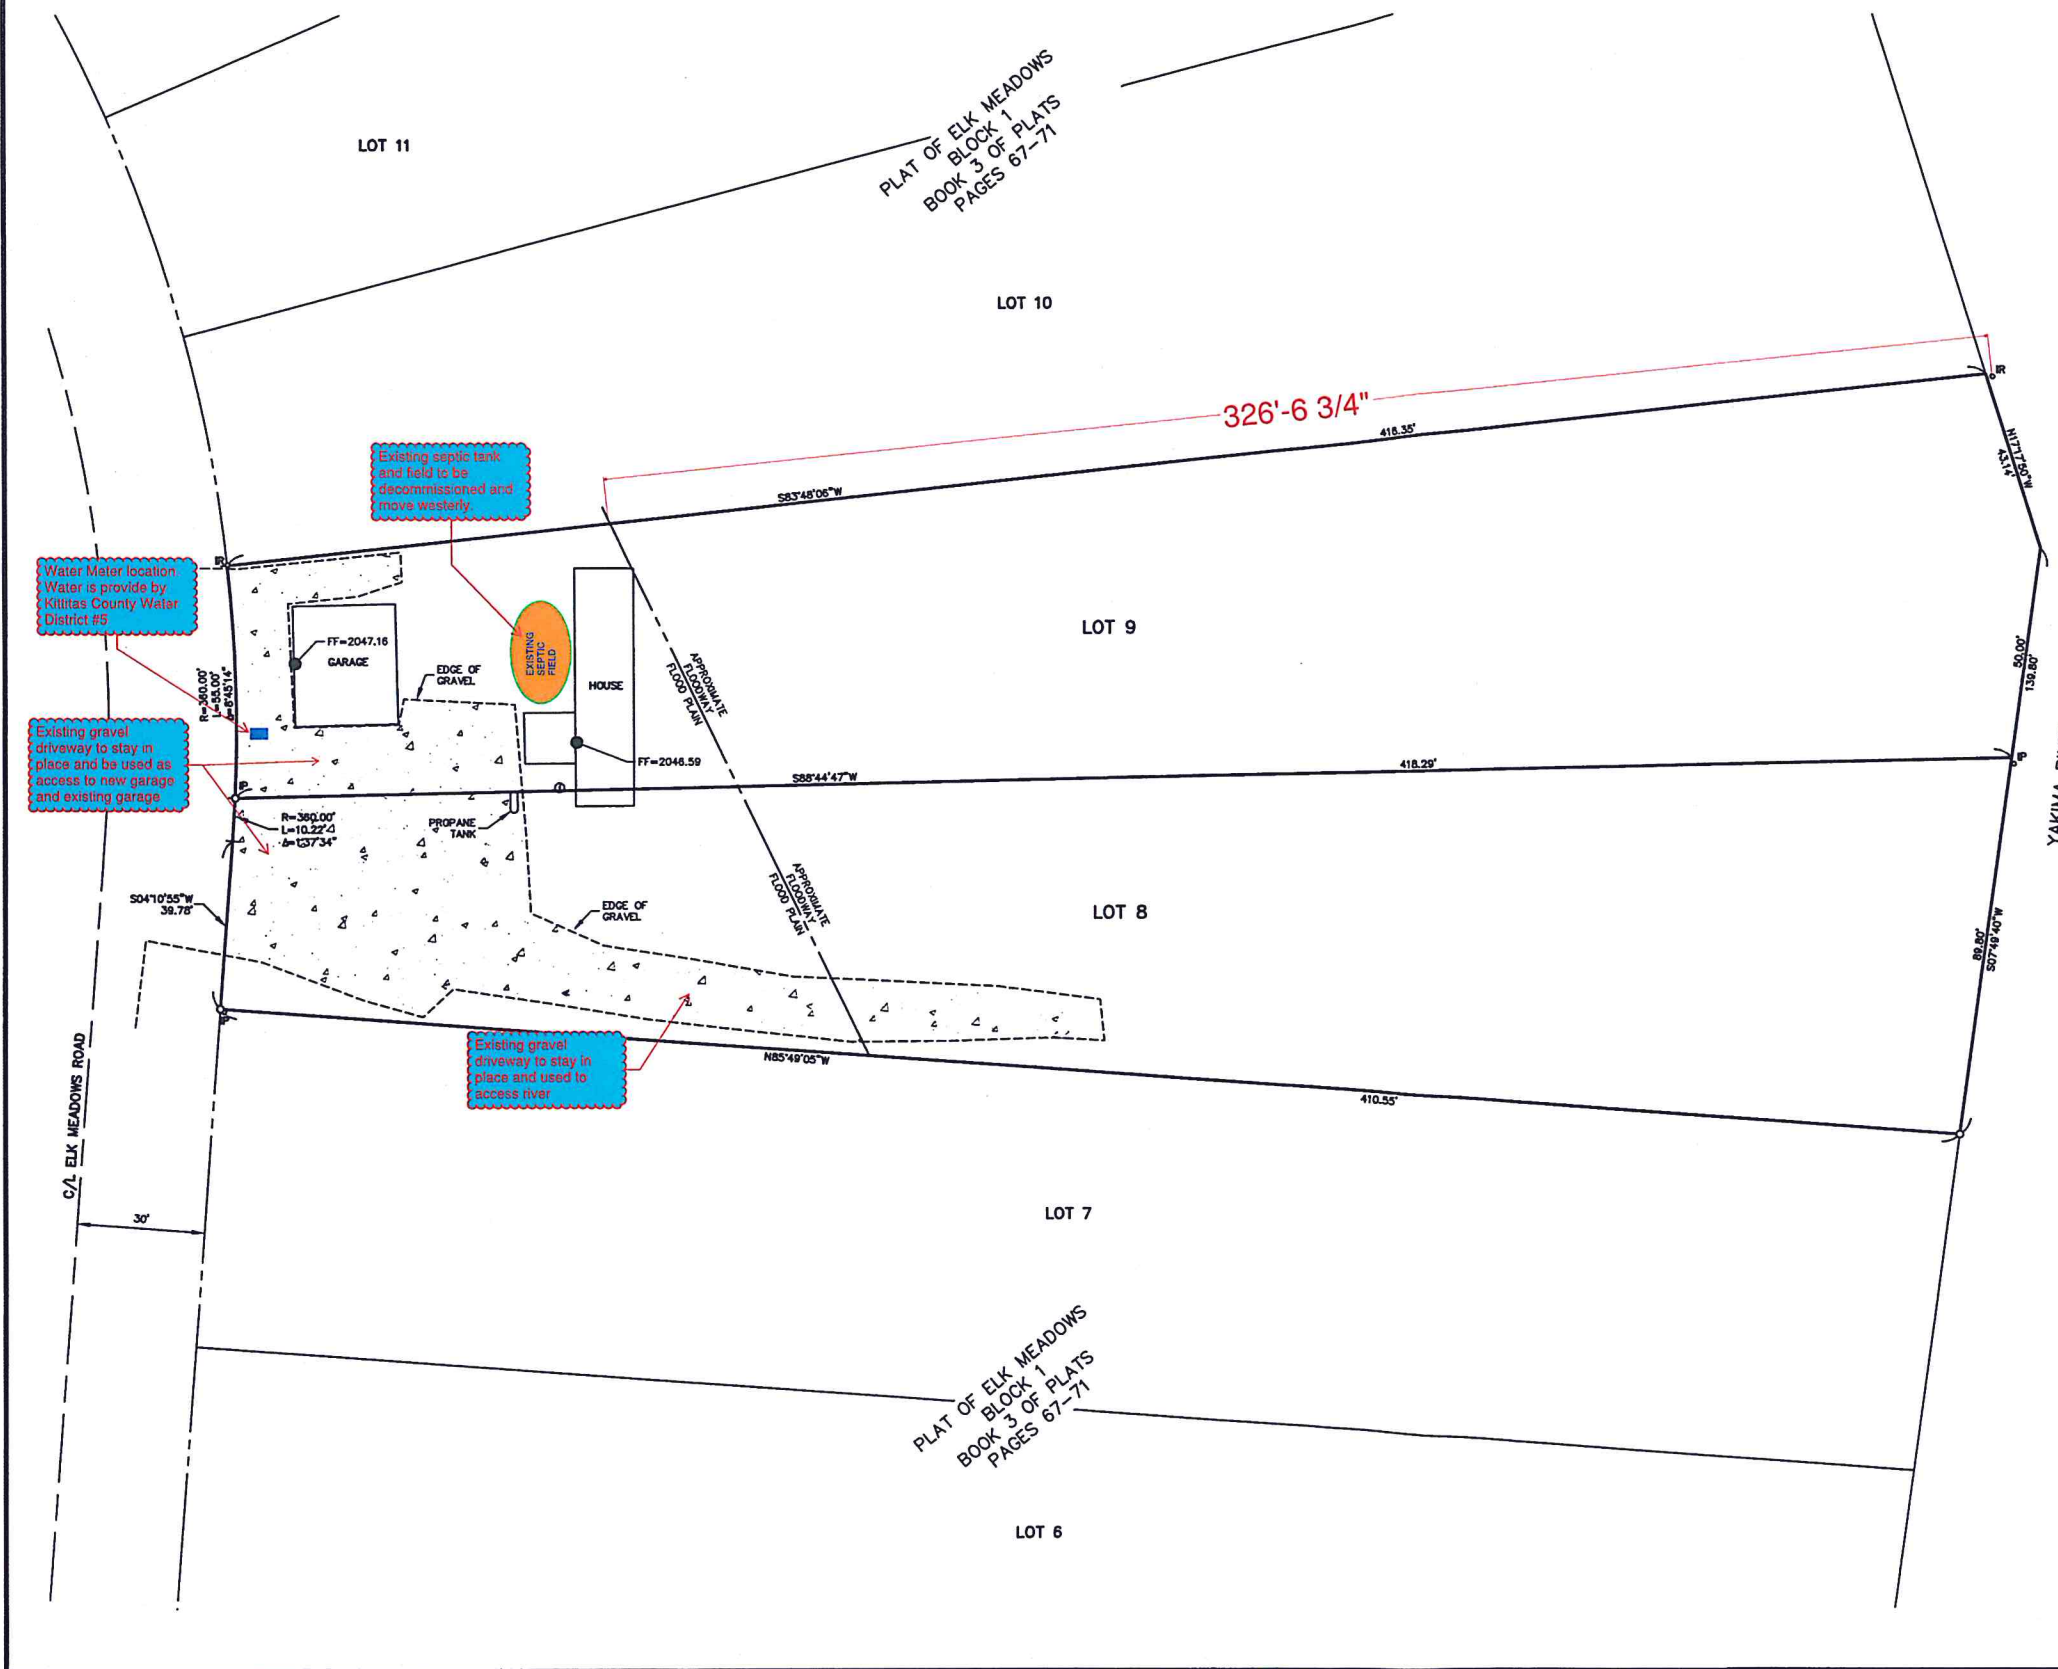 PLAT OF ELK MEADOWS
BLOCK 1
BOOK 3 OF PLATS
PAGES 67-71
LOT 11
LOT 10
326'-6 3/4"
IR
416.35'
N17°17'50"W
43.14'
Existing septic tank
and field to be
decommissioned and
move westerly.
S83°48'06"W
IR
Water Meter location
Water is provide by
Kittitas County Water
District #5
FF=2047.16
GARAGE
EXISTING
SEPTIC
FIELD
HOUSE
EDGE OF
GRAVEL
APPROXIMATE
FLOODWAY
FLOOD PLAIN
LOT 9
50.00'
139.80'
R=360.00'
L=55.00'
Δ=8°45'14"
Existing gravel
driveway to stay in
place and be used as
access to new garage
and existing garage
FF=2046.59
S88°44'47"W
418.29'
IP
IP
R=360.00'
L=10.22'
Δ=1°37'34"
PROPANE
TANK
S04°10'55"W
39.78'
EDGE OF
GRAVEL
APPROXIMATE
FLOODWAY
FLOOD PLAIN
LOT 8
89.80'
S07°49'40"W
IP
Existing gravel
driveway to stay in
place and used to
access river
N85°49'05"W
410.55'
C/L ELK MEADOWS ROAD
30'
LOT 7
PLAT OF ELK MEADOWS
BLOCK 1
BOOK 3 OF PLATS
PAGES 67-71
LOT 6